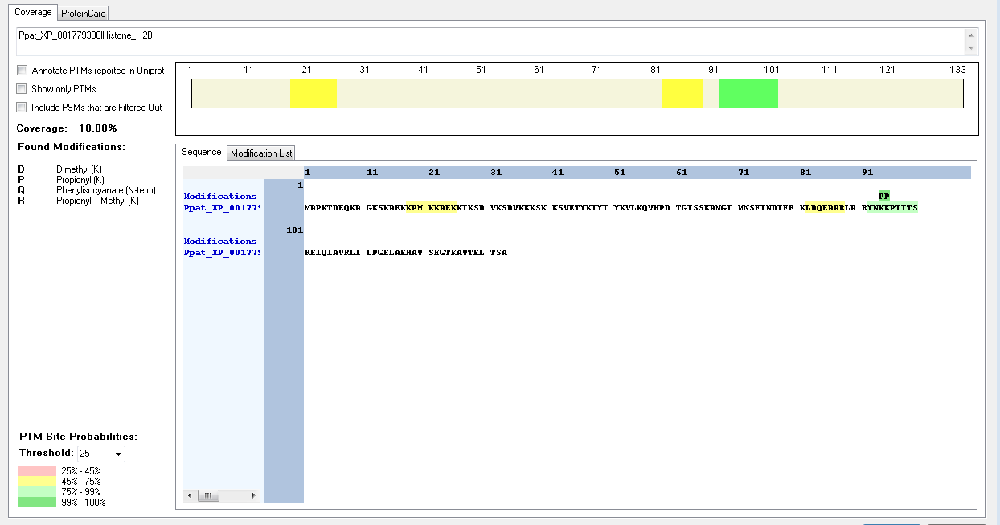 Coverage ProteinCard
Ppat_XP_001779336|Histone_H2B
Annotate PTMs reported in Uniprot
Show only PTMs
Include PSMs that are Filtered Out
Coverage: 18.80%
Found Modifications:
D Dimethyl (K)
P Propionyl (K)
Q Phenylisocyanate (N-term)
R Propionyl + Methyl (K)
1 11 21 31 41 51 61 71 81 91 101 111 121 133
Sequence Modification List
1 11 21 31 41 51 61 71 81 91
1
Modifications PP
Ppat_XP_001779 MAPKTDEQKA GKSKAEKKPM KKAEKKIKSD VKSDVKKKSK KSVETYKIYI YKVLKQVHPD TGISSKAMGI MNSFINDIFE KLAQEAARLA RYNKKPTITS
101
Modifications
Ppat_XP_001779 REIQIAVRLI LPGELAKHAV SEGTKAVTKL TSA
PTM Site Probabilities:
Threshold: 25
25% - 45%
45% - 75%
75% - 99%
99% - 100%